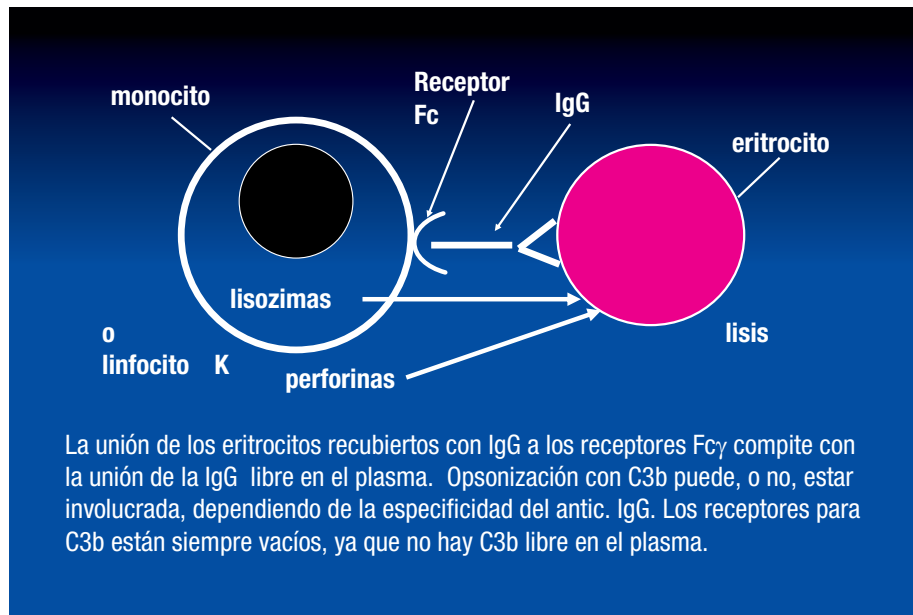 Receptor
Fc
monocito
IgG
eritrocito
lisozimas
o
linfocito K
perforinas
lisis
La unión de los eritrocitos recubiertos con IgG a los receptores Fcγ compite con
la unión de la IgG libre en el plasma. Opsonización con C3b puede, o no, estar
involucrada, dependiendo de la especificidad del antic. IgG. Los receptores para
C3b están siempre vacíos, ya que no hay C3b libre en el plasma.